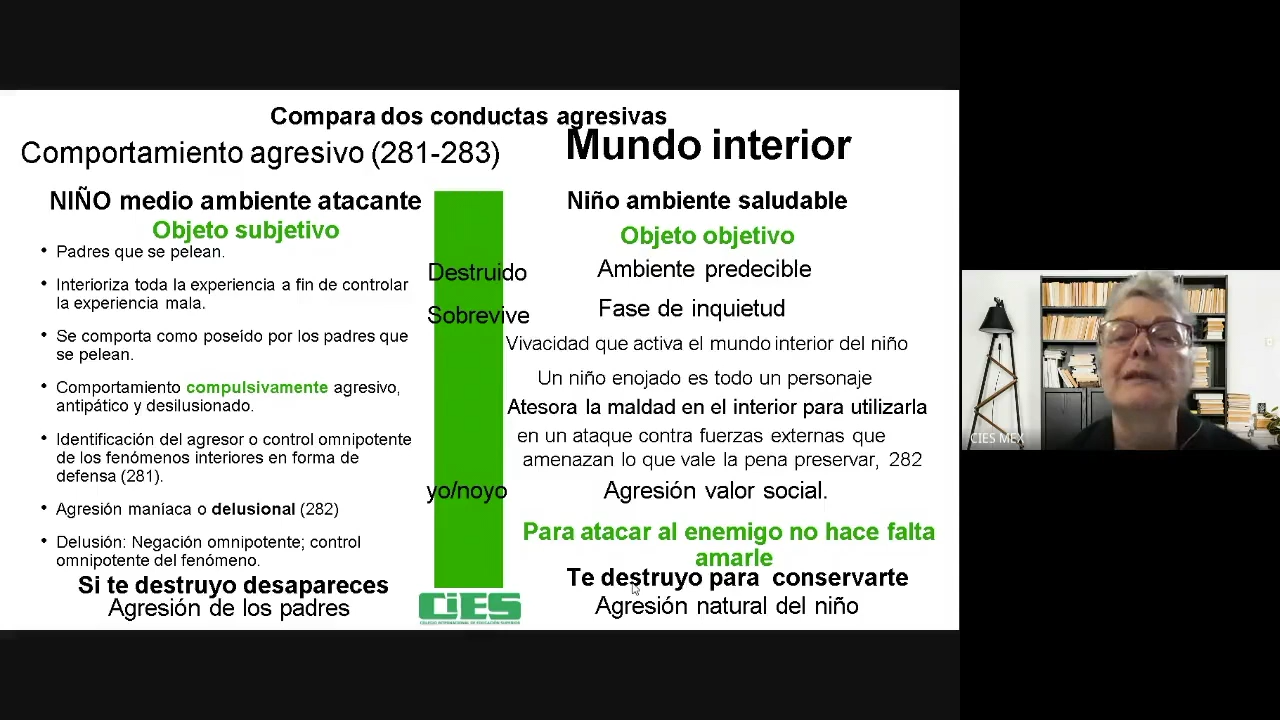 Compara dos conductas agresivas
Comportamiento agresivo (281-283)
NIÑO medio ambiente atacante
Objeto subjetivo
• Padres que se pelean.
• Interioriza toda la experiencia a fin de controlar
la experiencia mala.
• Se comporta como poseído por los padres que
se pelean.
• Comportamiento compulsivamente agresivo,
antipático y desilusionado.
• Identificación del agresor o control omnipotente
de los fenómenos interiores en forma de
defensa (281).
• Agresión maníaca o delusional (282)
• Delusión: Negación omnipotente; control
omnipotente del fenómeno.
Si te destruyo desapareces
Agresión de los padres
Destruido
Sobrevive
yo/noyo
CiES
COLEGIO INTERNACIONAL DE EDUCACIÓN SUPERIOR
Mundo interior
Niño ambiente saludable
Objeto objetivo
Ambiente predecible
Fase de inquietud
Vivacidad que activa el mundo interior del niño
Un niño enojado es todo un personaje
Atesora la maldad en el interior para utilizarla
en un ataque contra fuerzas externas que
amenazan lo que vale la pena preservar, 282
Agresión valor social.
Para atacar al enemigo no hace falta
amarle
Te destruyo para conservarte
Agresión natural del niño
CIES MEX